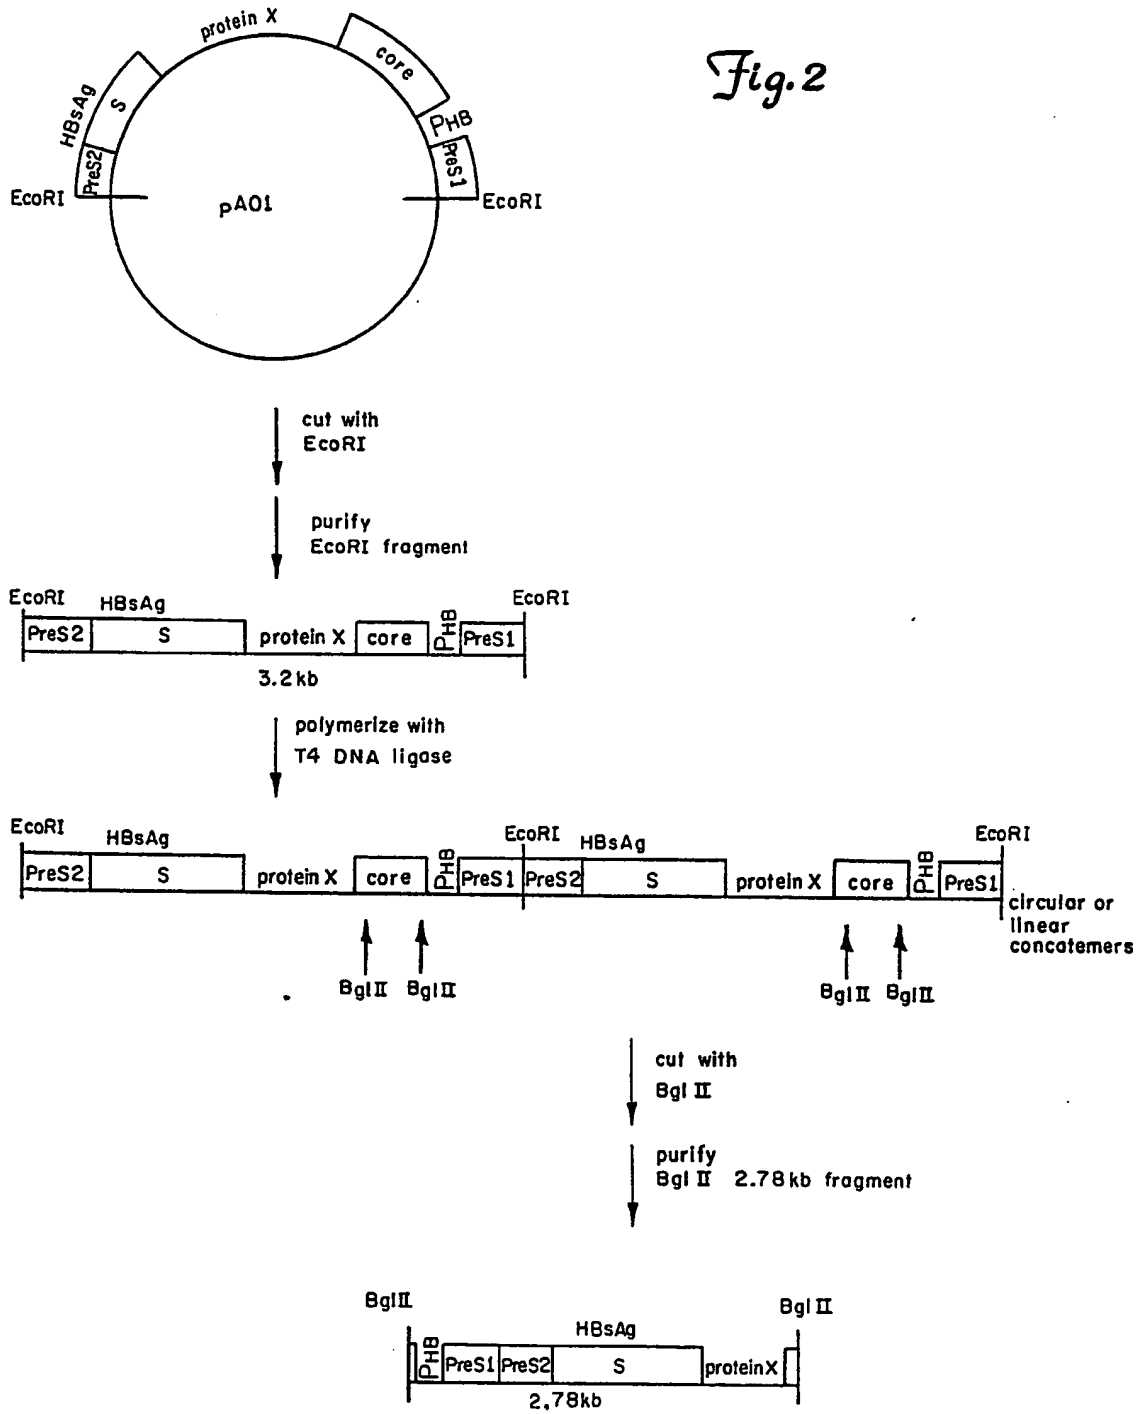 Fig. 2
protein X
core
PHB
PreS1
EcoRI
HBsAg
S
PreS2
EcoRI
pAO1
cut with
EcoRI
purify
EcoRI fragment
EcoRI HBsAg EcoRI
PreS2 S protein X core PHB PreS1
3.2kb
polymerize with
T4 DNA ligase
EcoRI HBsAg EcoRI HBsAg EcoRI
PreS2 S protein X core PHB PreS1 PreS2 S protein X core PHB PreS1
circular or
linear
concatemers
BglII BglII BglII BglII
cut with
Bgl II
purify
Bgl II 2.78kb fragment
BglII HBsAg Bgl II
PHB PreS1 PreS2 S protein X
2,78kb